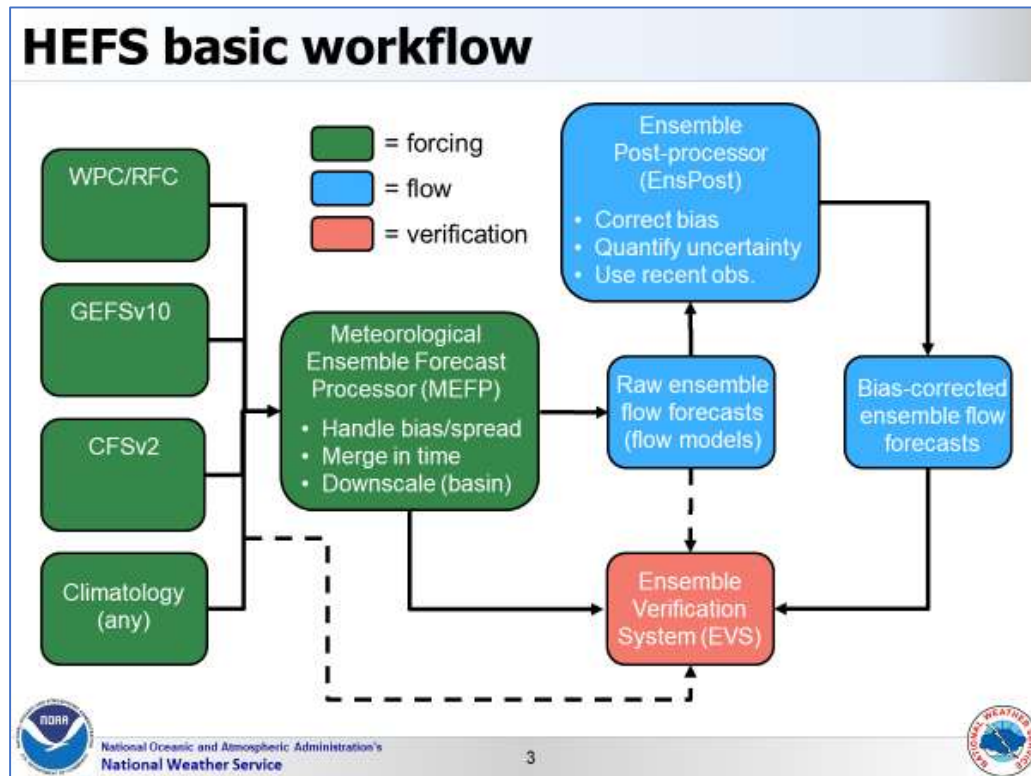 HEFS basic workflow
= forcing
= flow
= verification
WPC/RFC
GEFSv10
CFSv2
Climatology
(any)
Meteorological
Ensemble Forecast
Processor (MEFP)
• Handle bias/spread
• Merge in time
• Downscale (basin)
Ensemble
Post-processor
(EnsPost)
• Correct bias
• Quantify uncertainty
• Use recent obs.
Raw ensemble
flow forecasts
(flow models)
Bias-corrected
ensemble flow
forecasts
Ensemble
Verification
System (EVS)
NOAA
National Oceanic and Atmospheric Administration's
National Weather Service
3
NATIONAL WEATHER